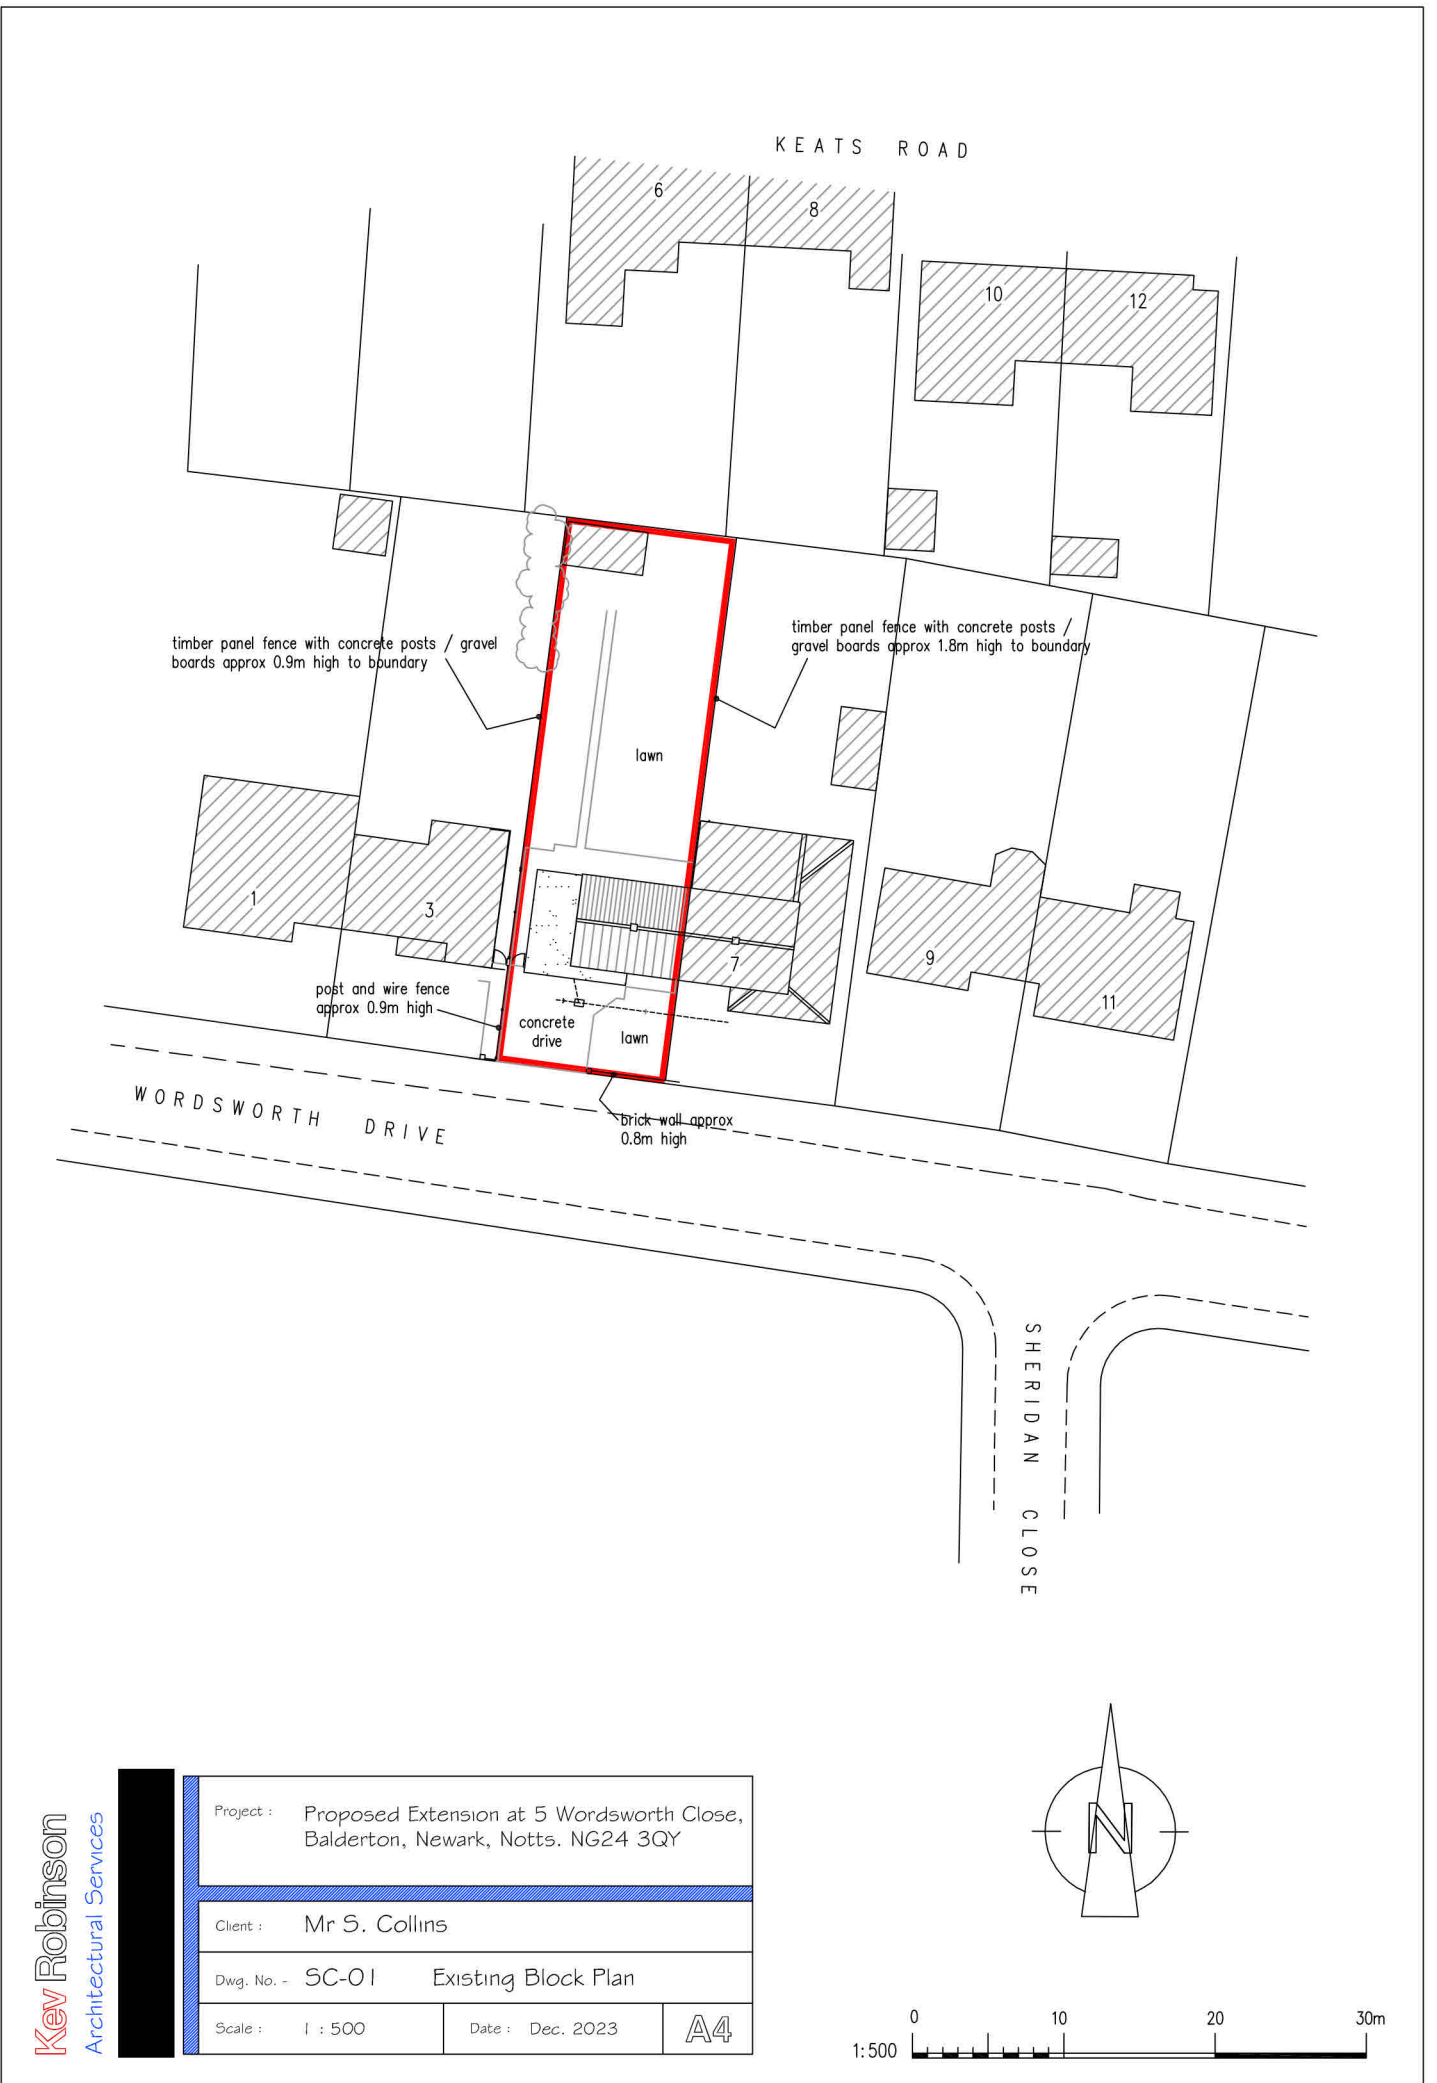 KEATS ROAD
6
8
10
12
timber panel fence with concrete posts / gravel
boards approx 0.9m high to boundary
timber panel fence with concrete posts /
gravel boards approx 1.8m high to boundary
lawn
1
3
7
9
11
post and wire fence
approx 0.9m high
concrete
drive
lawn
brick wall approx
0.8m high
WORDSWORTH DRIVE
SHERIDAN CLOSE
N
Kev Robinson
Architectural Services
Project : Proposed Extension at 5 Wordsworth Close,
Balderton, Newark, Notts. NG24 3QY
Client : Mr S. Collins
Dwg. No. - SC-01 Existing Block Plan
Scale : 1 : 500 Date : Dec. 2023 A4
0 10 20 30m
1:500